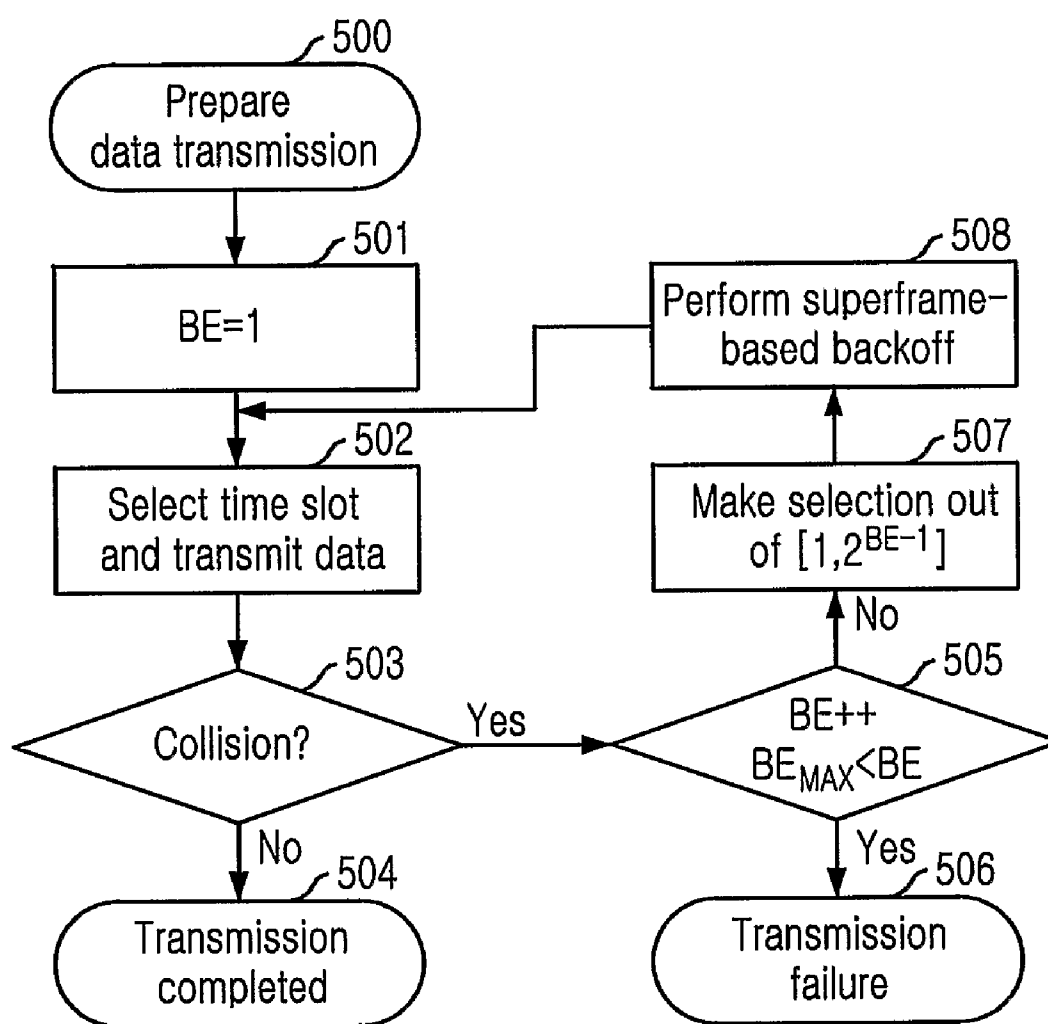 500
Prepare
data transmission
501
BE=1
508
Perform superframe-
based backoff
502
Select time slot
and transmit data
507
Make selection out
of [1,2^BE-1]
No
503
Collision?
Yes
505
BE++
BE_MAX<BE
No
504
Transmission
completed
Yes
506
Transmission
failure